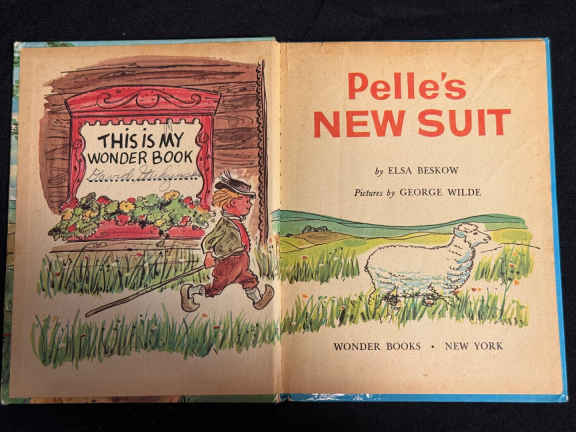 THIS IS MY
WONDER BOOK
Pelle's
NEW SUIT
by ELSA BESKOW
Pictures by GEORGE WILDE
WONDER BOOKS • NEW YORK